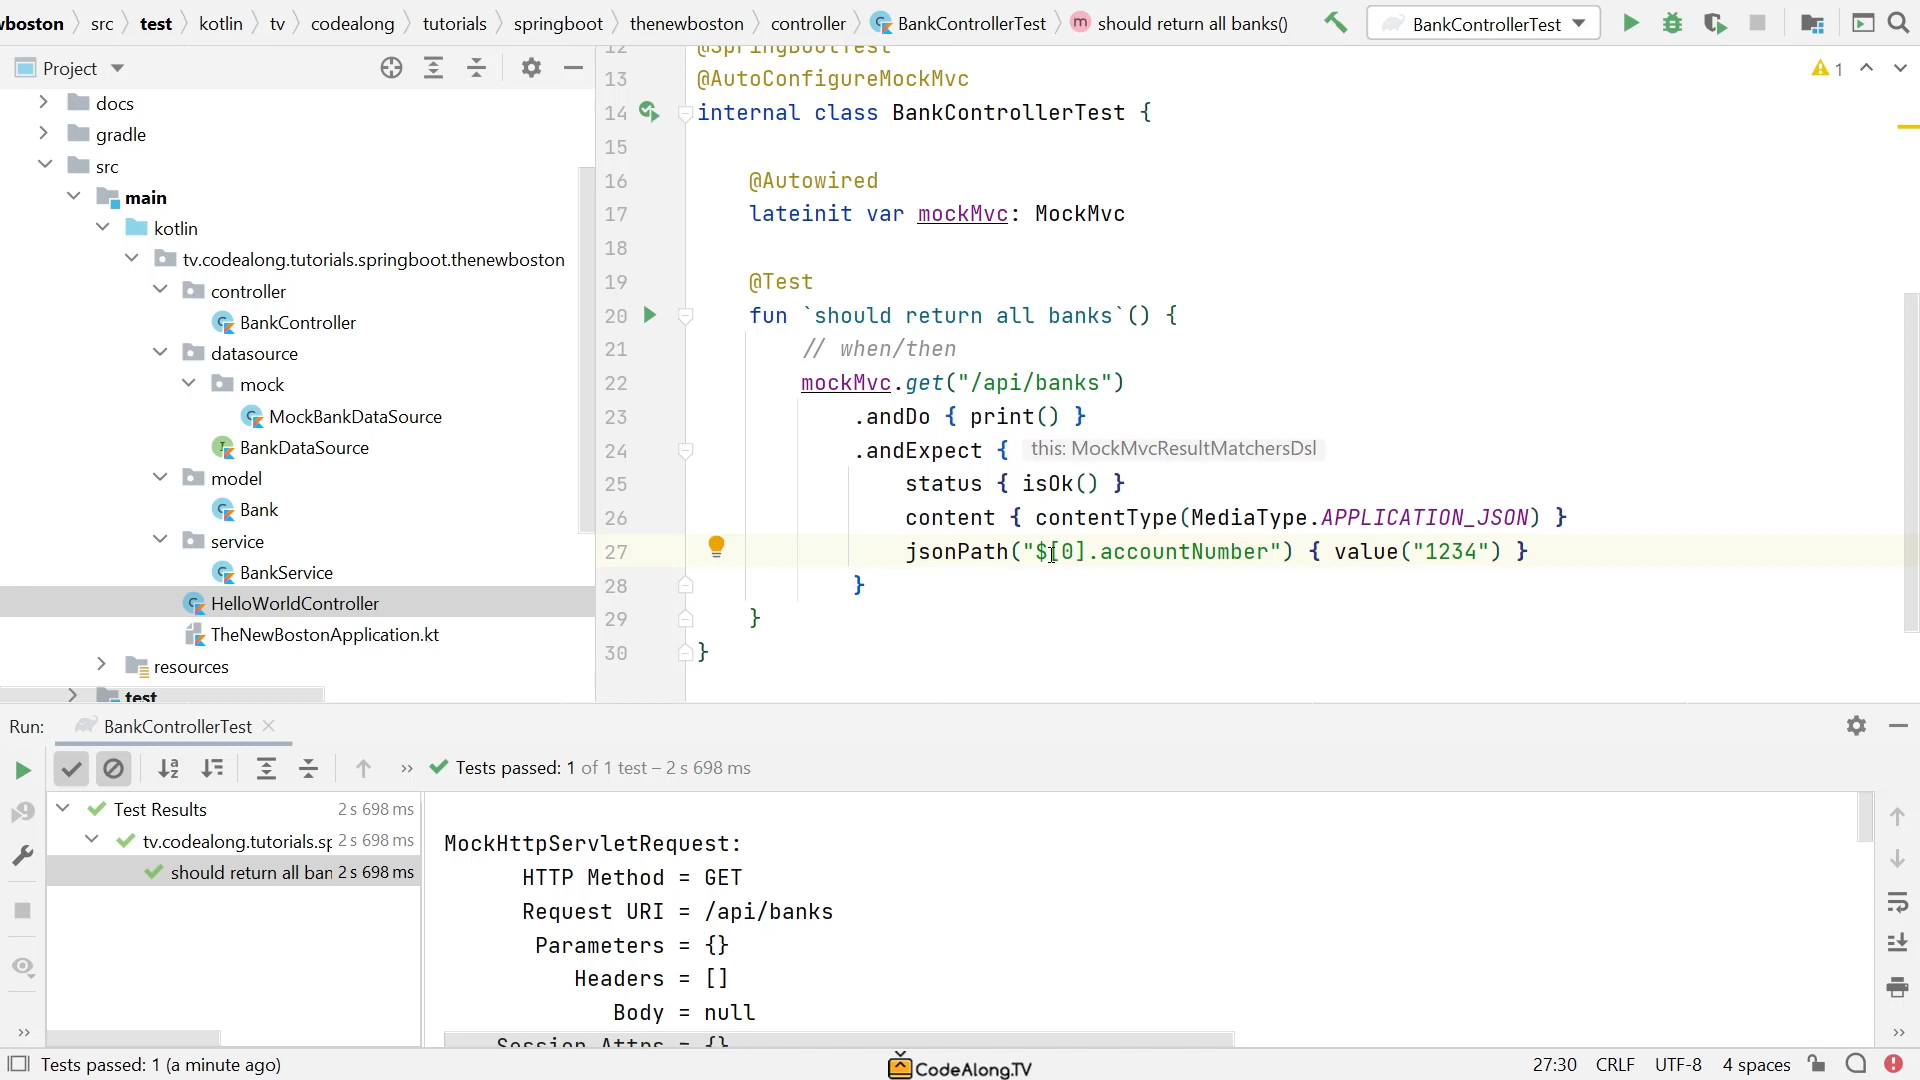 wboston src test kotlin tv codealong tutorials springboot thenewboston controller BankControllerTest should return all banks() BankControllerTest
Project
docs
gradle
src
main
kotlin
tv.codealong.tutorials.springboot.thenewboston
controller
BankController
datasource
mock
MockBankDataSource
BankDataSource
model
Bank
service
BankService
HelloWorldController
TheNewBostonApplication.kt
resources
test
12 @SpringBootTest
13 @AutoConfigureMockMvc
14 internal class BankControllerTest {
15
16 @Autowired
17 lateinit var mockMvc: MockMvc
18
19 @Test
20 fun `should return all banks`() {
21 // when/then
22 mockMvc.get("/api/banks")
23 .andDo { print() }
24 .andExpect { this: MockMvcResultMatchersDsl
25 status { isOk() }
26 content { contentType(MediaType.APPLICATION_JSON) }
27 jsonPath("$[0].accountNumber") { value("1234") }
28 }
29 }
30 }
1
Run: BankControllerTest
Tests passed: 1 of 1 test – 2 s 698 ms
Test Results 2 s 698 ms
tv.codealong.tutorials.sp 2 s 698 ms
should return all ban 2 s 698 ms
MockHttpServletRequest:
HTTP Method = GET
Request URI = /api/banks
Parameters = {}
Headers = []
Body = null
Session Attrs = {}
Tests passed: 1 (a minute ago)
CodeAlong.TV
27:30 CRLF UTF-8 4 spaces